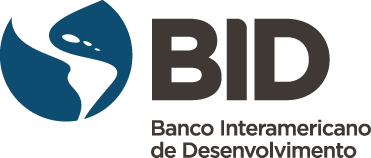 BID
Banco Interamericano
de Desenvolvimento